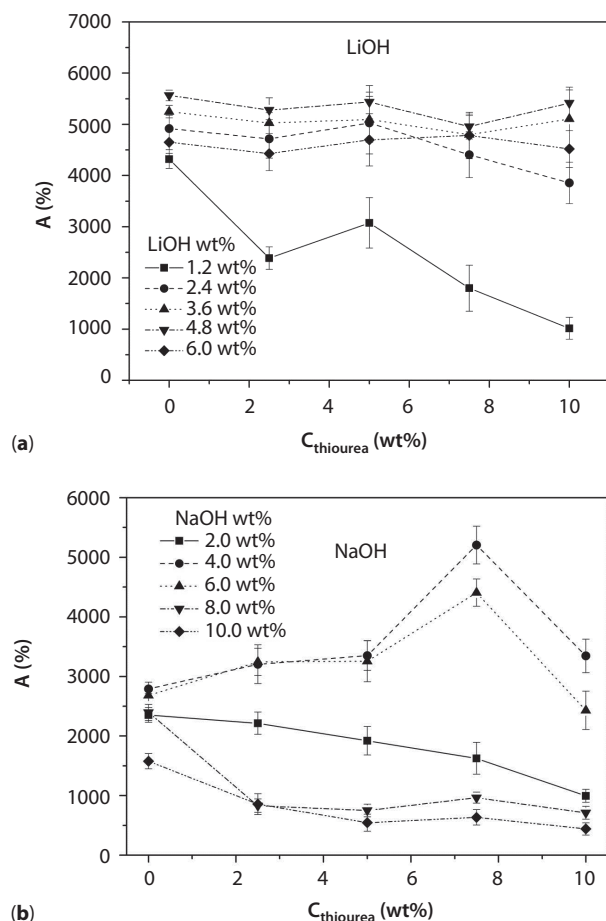 7000
6000
5000
4000
3000
2000
1000
0
A (%)
LiOH
LiOH wt%
1.2 wt%
2.4 wt%
3.6 wt%
4.8 wt%
6.0 wt%
0 2 4 6 8 10
C_thiourea (wt%)
(a)
6000
5000
4000
3000
2000
1000
0
A (%)
NaOH wt%
NaOH
2.0 wt%
4.0 wt%
6.0 wt%
8.0 wt%
10.0 wt%
0 2 4 6 8 10
C_thiourea (wt%)
(b)